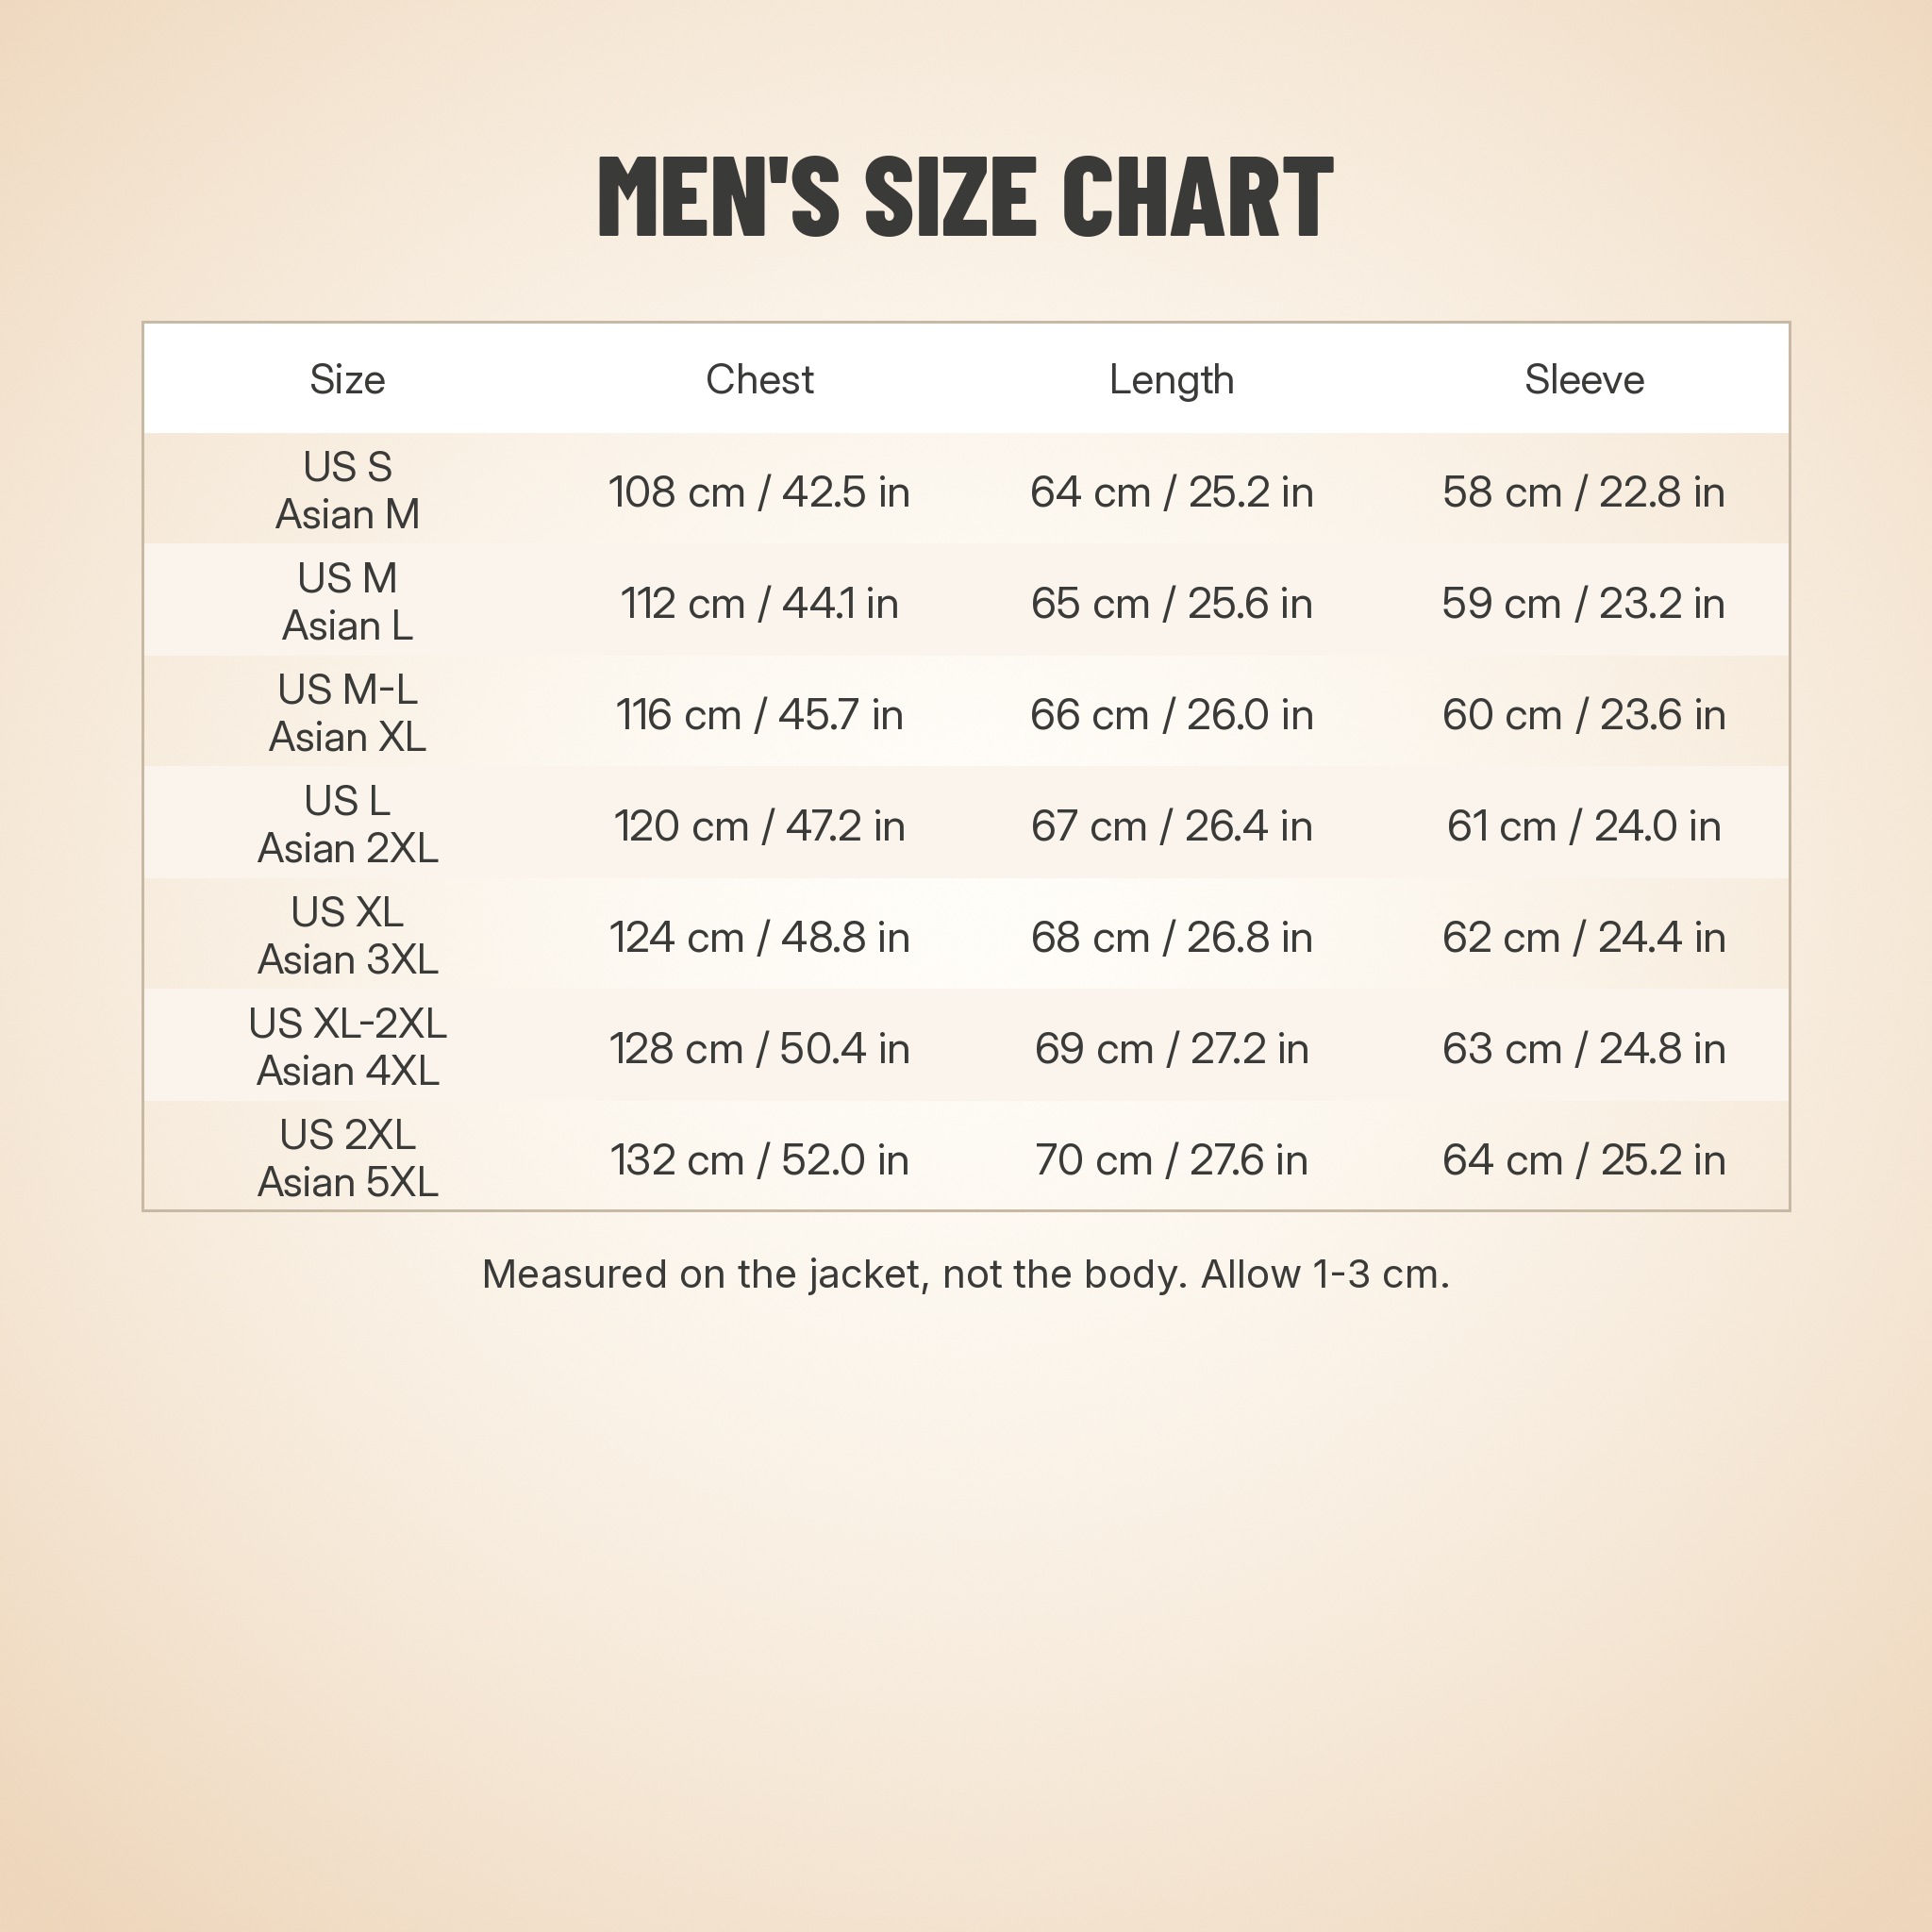 MEN'S SIZE CHART
Size Chest Length Sleeve
US S
Asian M
108 cm / 42.5 in 64 cm / 25.2 in 58 cm / 22.8 in
US M
Asian L
112 cm / 44.1 in 65 cm / 25.6 in 59 cm / 23.2 in
US M-L
Asian XL
116 cm / 45.7 in 66 cm / 26.0 in 60 cm / 23.6 in
US L
Asian 2XL
120 cm / 47.2 in 67 cm / 26.4 in 61 cm / 24.0 in
US XL
Asian 3XL
124 cm / 48.8 in 68 cm / 26.8 in 62 cm / 24.4 in
US XL-2XL
Asian 4XL
128 cm / 50.4 in 69 cm / 27.2 in 63 cm / 24.8 in
US 2XL
Asian 5XL
132 cm / 52.0 in 70 cm / 27.6 in 64 cm / 25.2 in
Measured on the jacket, not the body. Allow 1-3 cm.